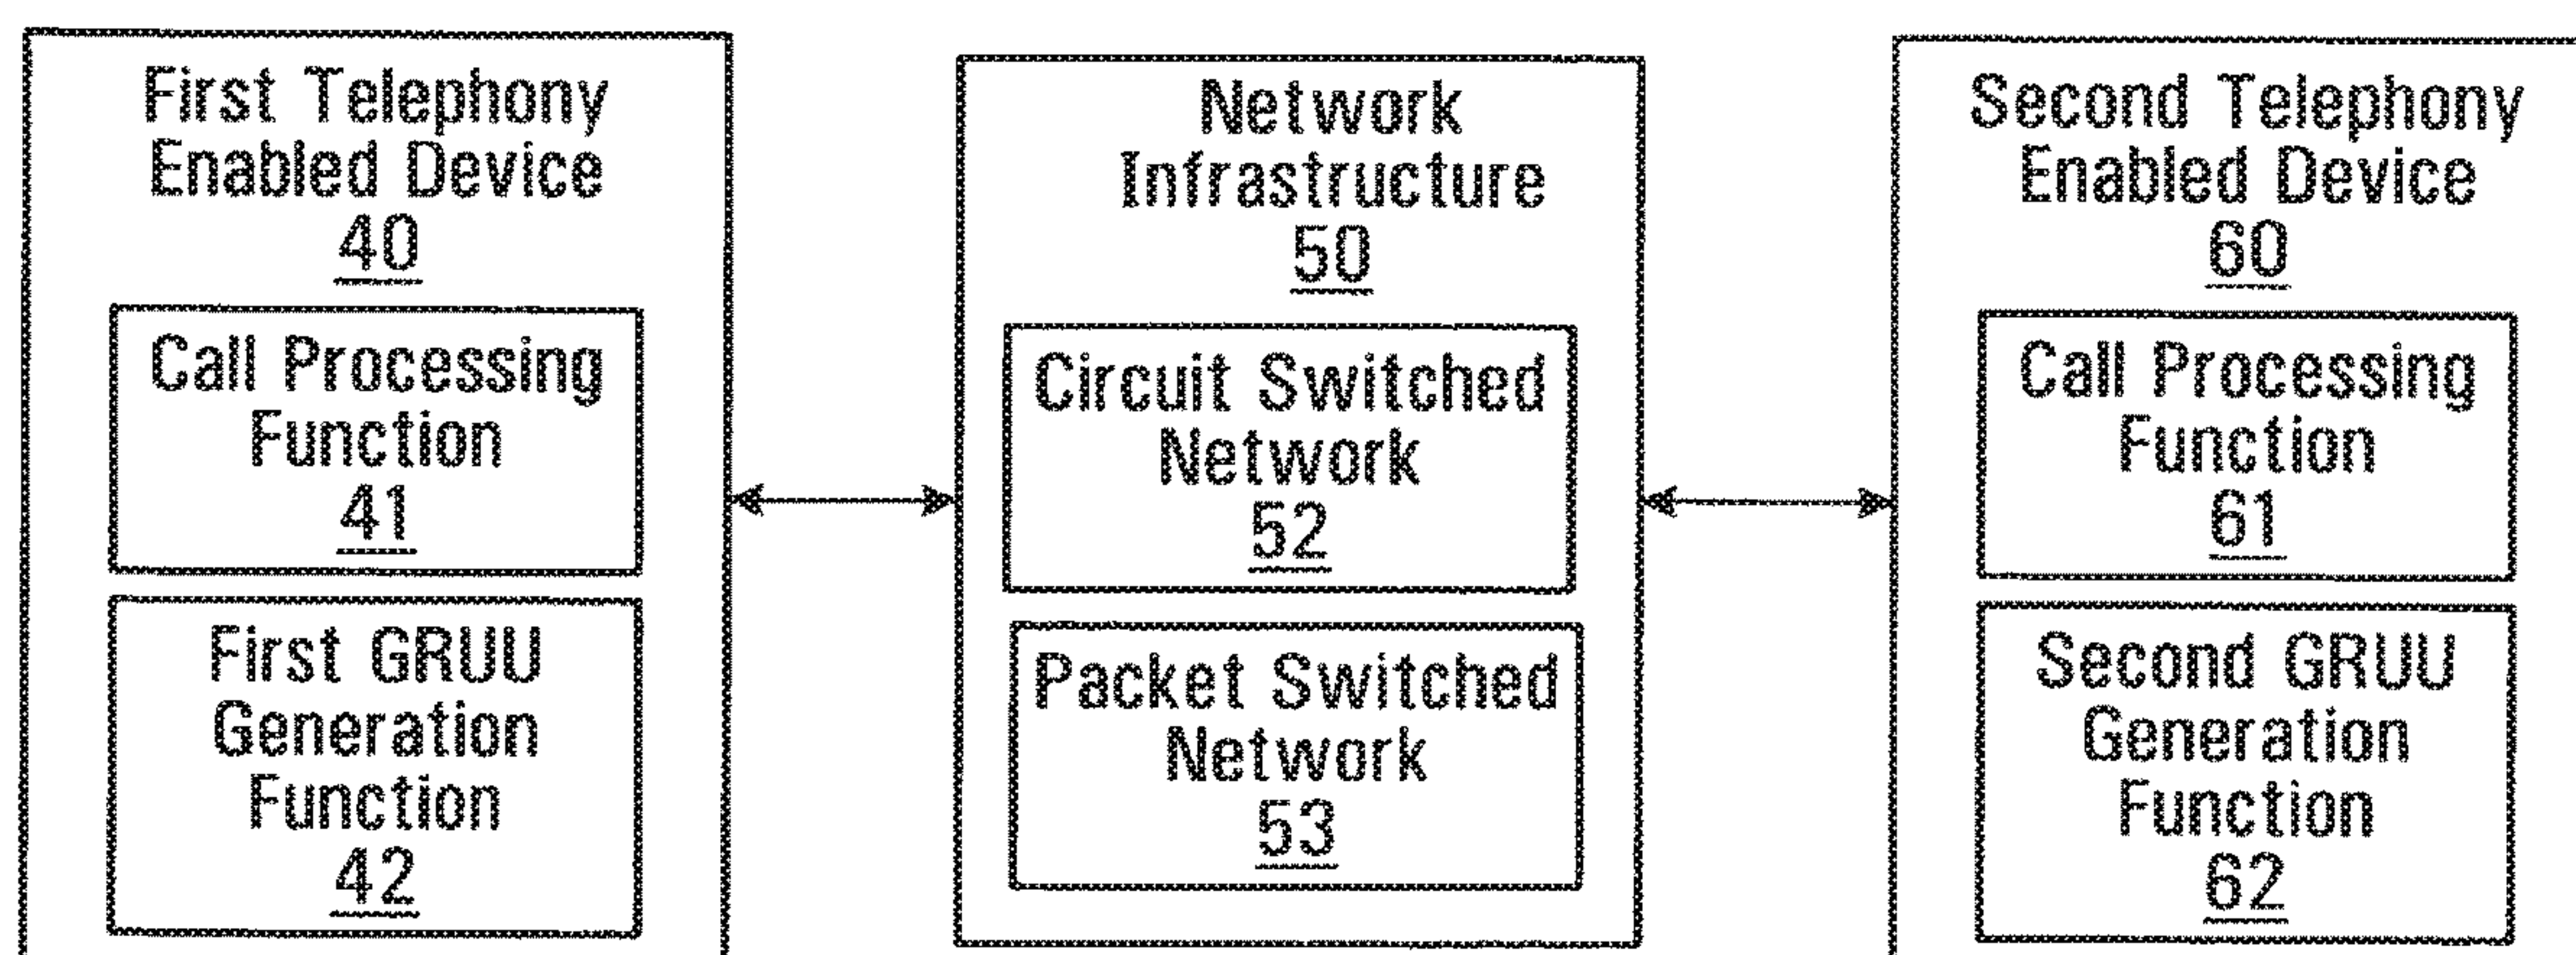 First Telephony
Enabled Device
40
Call Processing
Function
41
First GRUU
Generation
Function
42
Network
Infrastructure
50
Circuit Switched
Network
52
Packet Switched
Network
53
Second Telephony
Enabled Device
60
Call Processing
Function
61
Second GRUU
Generation
Function
62